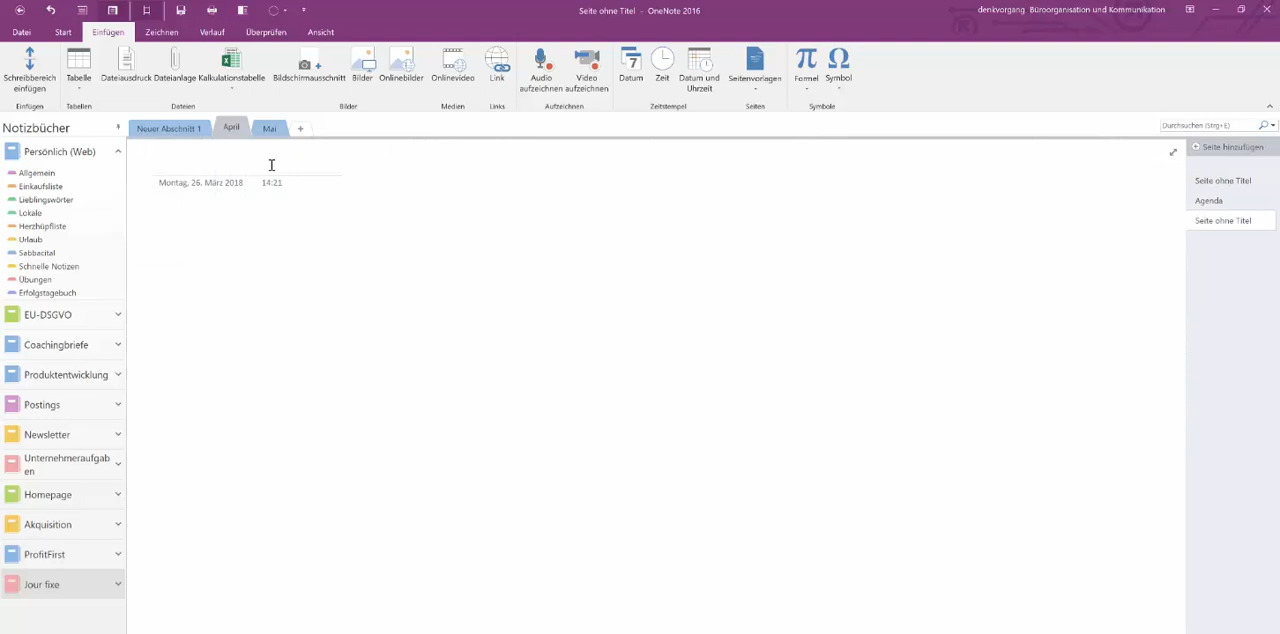 Seite ohne Titel - OneNote 2016
denkvorgang Büroorganisation und Kommunikation
Datei Start Einfügen Zeichnen Verlauf Überprüfen Ansicht
Schreibbereich einfügen
Tabelle
Dateiausdruck
Dateianlage
Kalkulationstabelle
Bildschirmausschnitt
Bilder
Onlinebilder
Onlinevideo
Link
Audio aufzeichnen
Video aufzeichnen
Datum
Zeit
Datum und Uhrzeit
Seitenvorlagen
Formel
Symbol
Einfügen Tabellen Dateien Bilder Medien Links Aufzeichnen Zeitstempel Seiten Symbole
Notizbücher
Neuer Abschnitt 1 April Mai
Durchsuchen (Strg+E)
Persönlich (Web)
Allgemein
Einkaufsliste
Lieblingswörter
Lokale
Herzhüpfliste
Urlaub
Sabbacital
Schnelle Notizen
Übungen
Erfolgstagebuch
EU-DSGVO
Coachingbriefe
Produktentwicklung
Postings
Newsletter
Unternehmeraufgab
en
Homepage
Akquisition
ProfitFirst
Jour fixe
Montag, 26. März 2018 14:21
Seite hinzufügen
Seite ohne Titel
Agenda
Seite ohne Titel